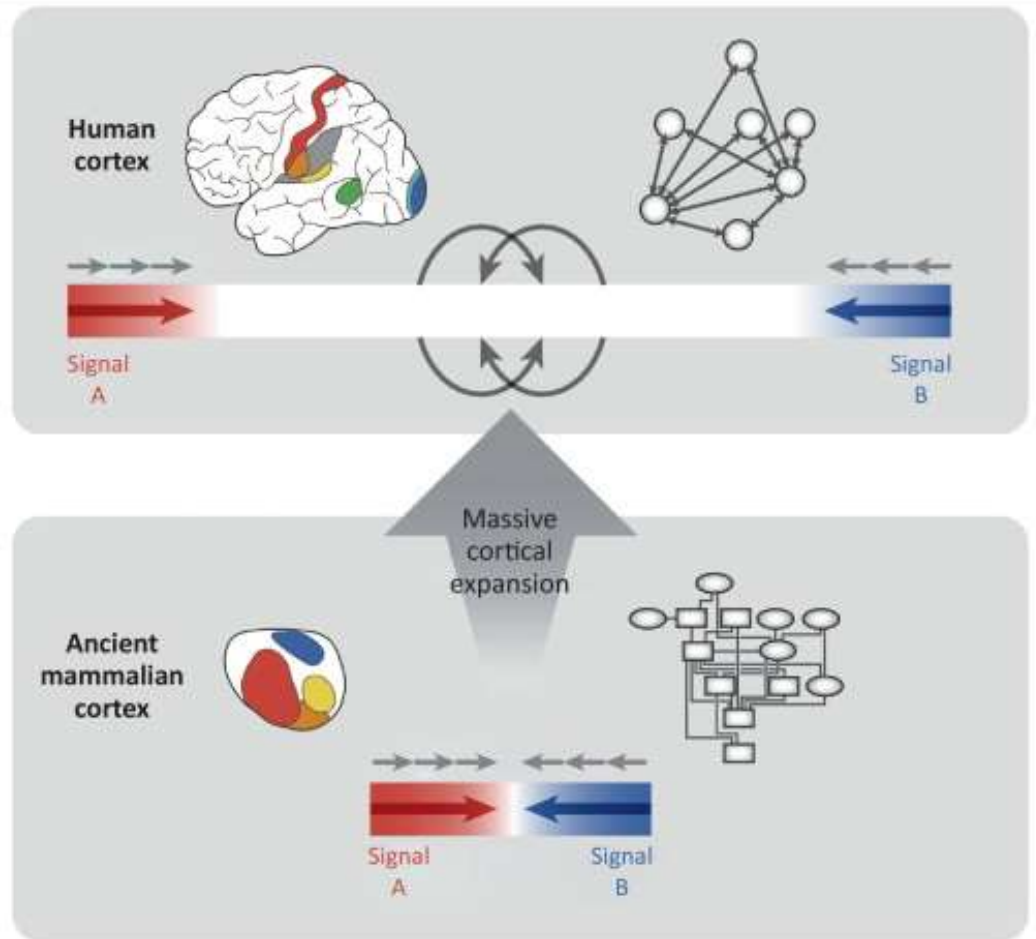 Human
cortex
Signal
A
Signal
B
Massive
cortical
expansion
Ancient
mammalian
cortex
Signal
A
Signal
B